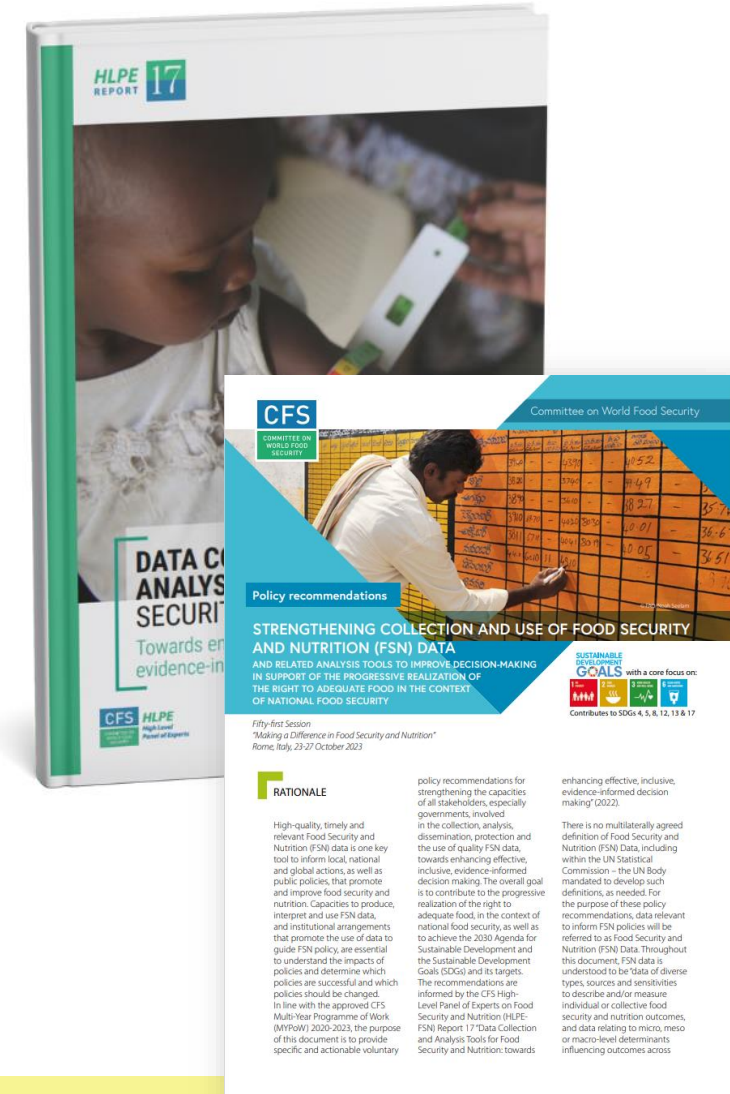 HLPE
REPORT 17
DATA
ANALYS
SECURI
Towards en
evidence-in
CFS HLPE
High Level
Panel of Experts
CFS
COMMITTEE ON
WORLD FOOD
SECURITY
Committee on World Food Security
Policy recommendations
STRENGTHENING COLLECTION AND USE OF FOOD SECURITY
AND NUTRITION (FSN) DATA
AND RELATED ANALYSIS TOOLS TO IMPROVE DECISION-MAKING
IN SUPPORT OF THE PROGRESSIVE REALIZATION OF
THE RIGHT TO ADEQUATE FOOD IN THE CONTEXT
OF NATIONAL FOOD SECURITY
SUSTAINABLE
DEVELOPMENT
GOALS with a core focus on:
Contributes to SDGs 4, 5, 8, 12, 13 & 17
Fifty-first Session
"Making a Difference in Food Security and Nutrition"
Rome, Italy, 23-27 October 2023
RATIONALE
High-quality, timely and
relevant Food Security and
Nutrition (FSN) data is one key
tool to inform local, national
and global actions, as well as
public policies, that promote
and improve food security and
nutrition. Capacities to produce,
interpret and use FSN data,
and institutional arrangements
that promote the use of data to
guide FSN policy, are essential
to understand the impacts of
policies and determine which
policies are successful and which
policies should be changed.
In line with the approved CFS
Multi-Year Programme of Work
(MYPoW) 2020-2023, the purpose
of this document is to provide
specific and actionable voluntary
policy recommendations for
strengthening the capacities
of all stakeholders, especially
governments, involved
in the collection, analysis,
dissemination, protection and
the use of quality FSN data,
towards enhancing effective,
inclusive, evidence-informed
decision making. The overall goal
is to contribute to the progressive
realization of the right to
adequate food, in the context of
national food security, as well as
to achieve the 2030 Agenda for
Sustainable Development and
the Sustainable Development
Goals (SDGs) and its targets.
The recommendations are
informed by the CFS High-
Level Panel of Experts on Food
Security and Nutrition (HLPE-
FSN) Report 17 "Data Collection
and Analysis Tools for Food
Security and Nutrition: towards
enhancing effective, inclusive,
evidence-informed decision
making" (2022).
There is no multilaterally agreed
definition of Food Security and
Nutrition (FSN) Data, including
within the UN Statistical
Commission – the UN Body
mandated to develop such
definitions, as needed. For
the purpose of these policy
recommendations, data relevant
to inform FSN policies will be
referred to as Food Security and
Nutrition (FSN) Data. Throughout
this document, FSN data is
understood to be "data of diverse
types, sources and sensitivities
to describe and/or measure
individual or collective food
security and nutrition outcomes,
and data relating to micro, meso
or macro-level determinants
influencing outcomes across